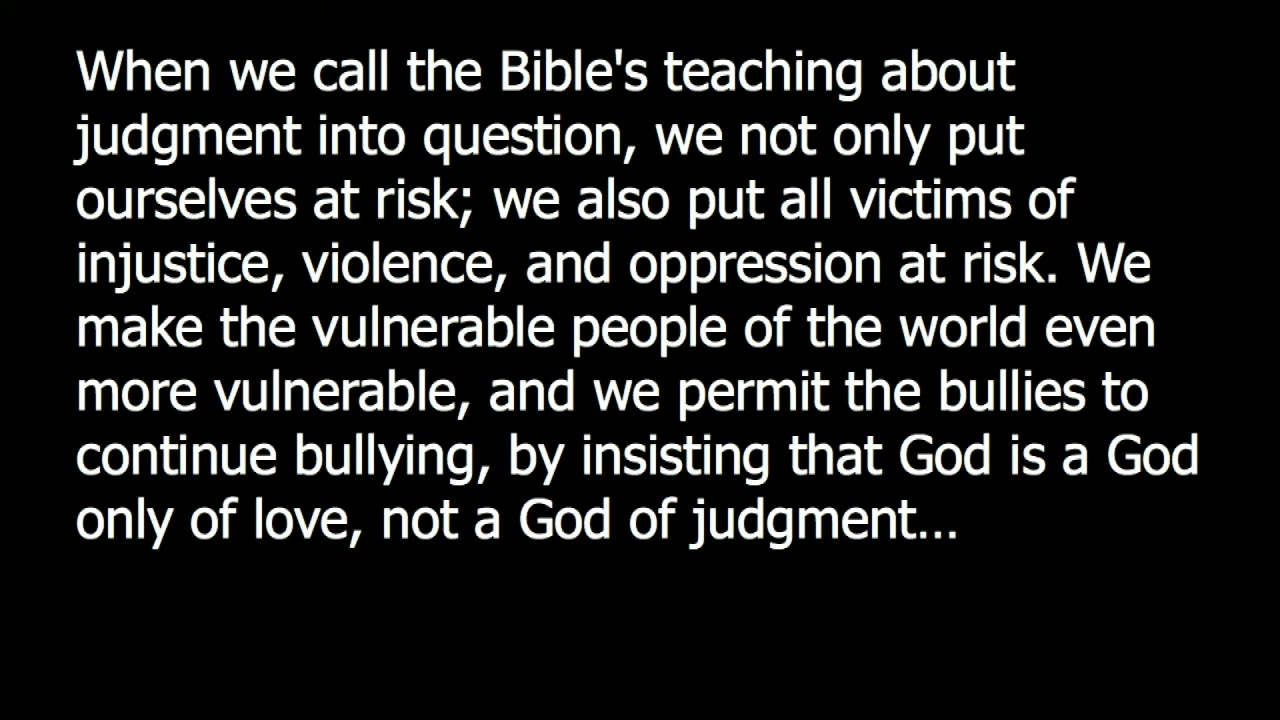 When we call the Bible's teaching about
judgment into question, we not only put
ourselves at risk; we also put all victims of
injustice, violence, and oppression at risk. We
make the vulnerable people of the world even
more vulnerable, and we permit the bullies to
continue bullying, by insisting that God is a God
only of love, not a God of judgment…